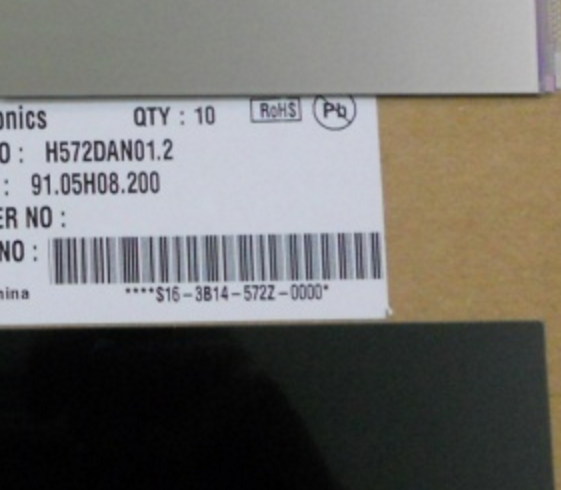 onics QTY : 10 RoHS Pb
O : H572DAN01.2
: 91.05H08.200
ER NO :
NO :
hina ****S16-3B14-572Z-0000*